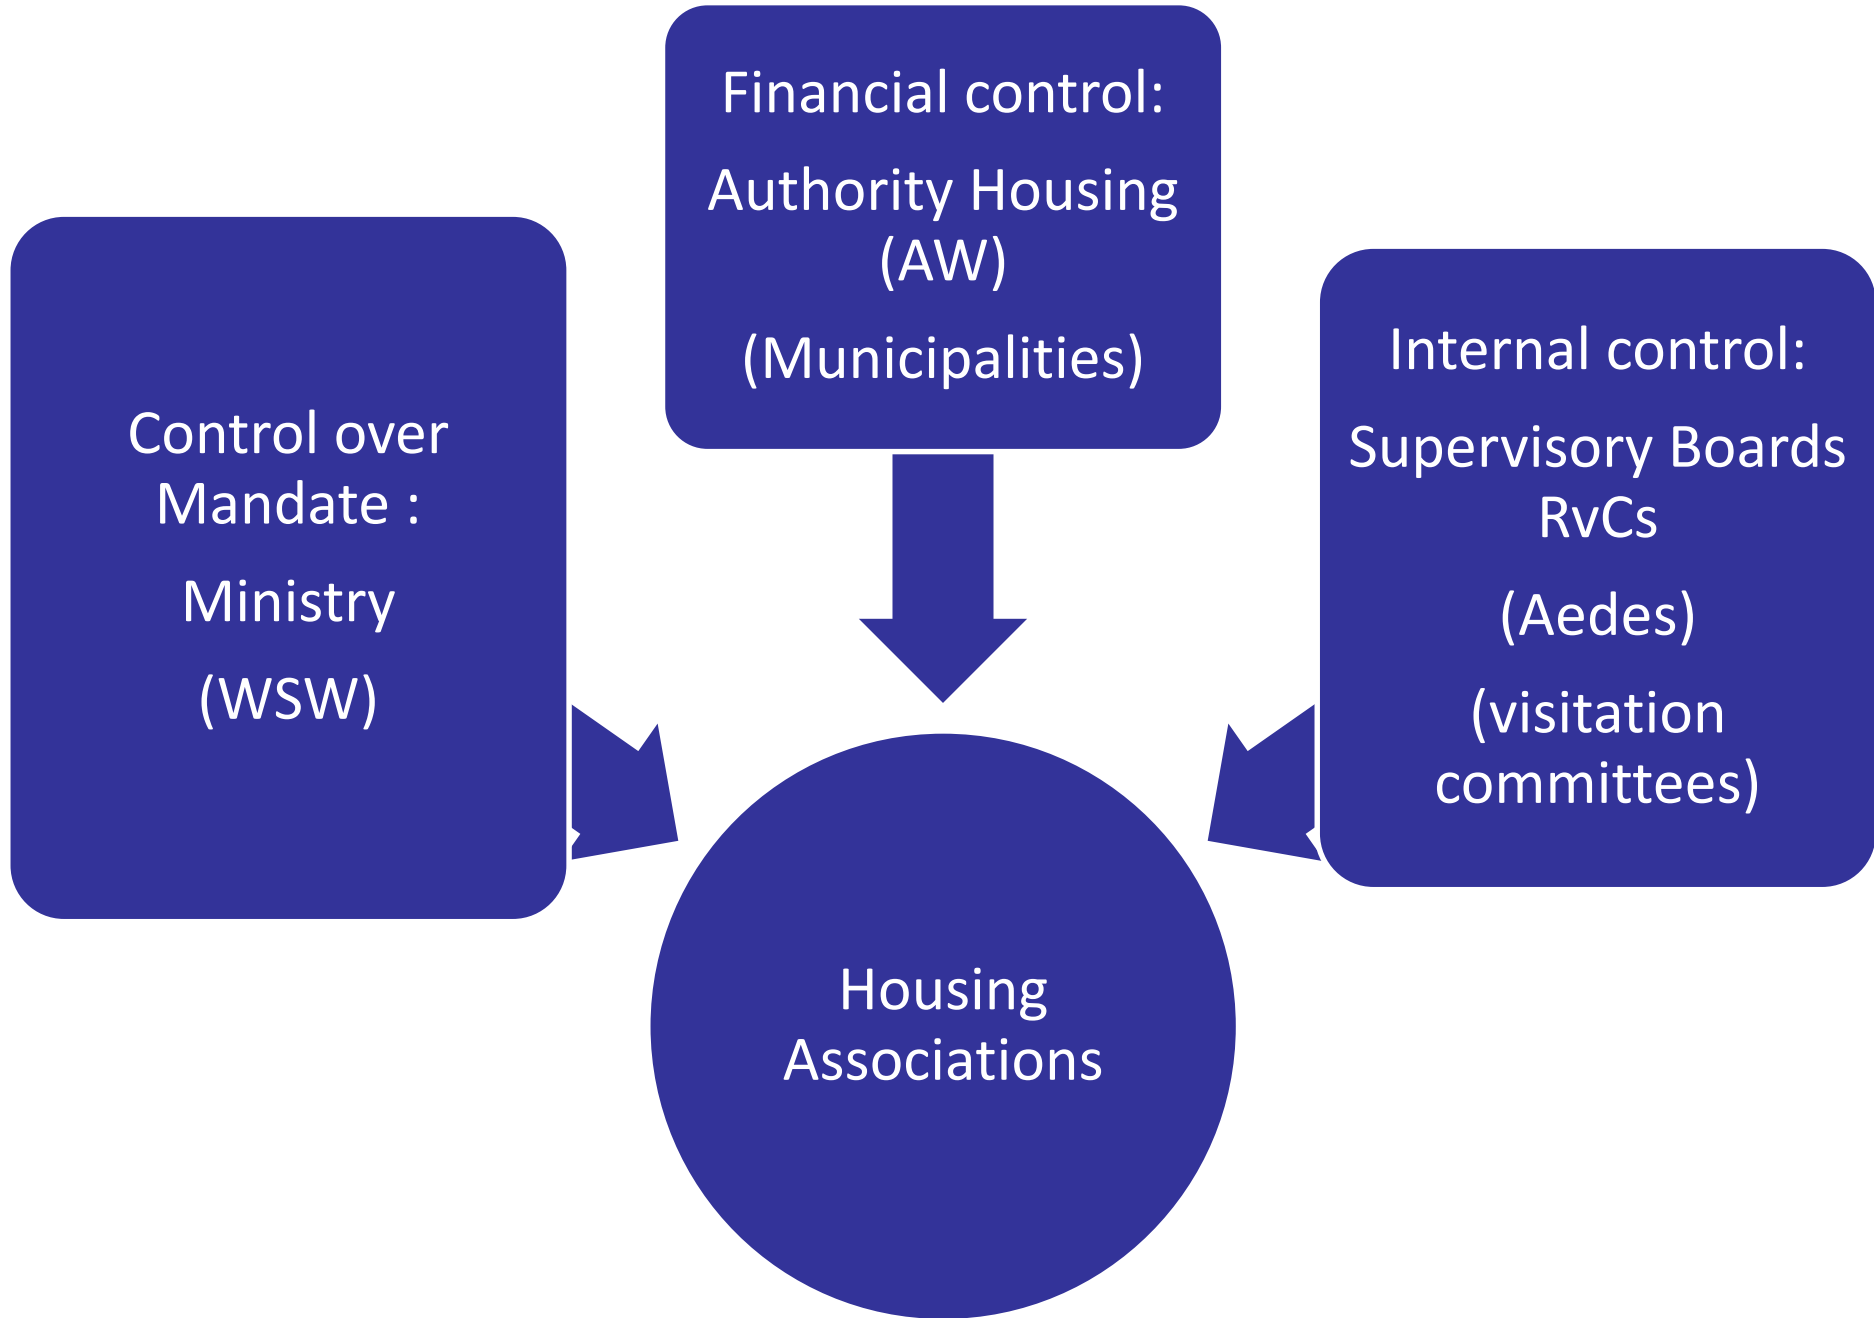 Control over
Mandate :
Ministry
(WSW)
Financial control:
Authority Housing
(AW)
(Municipalities)
Internal control:
Supervisory Boards
RvCs
(Aedes)
(visitation
committees)
Housing
Associations